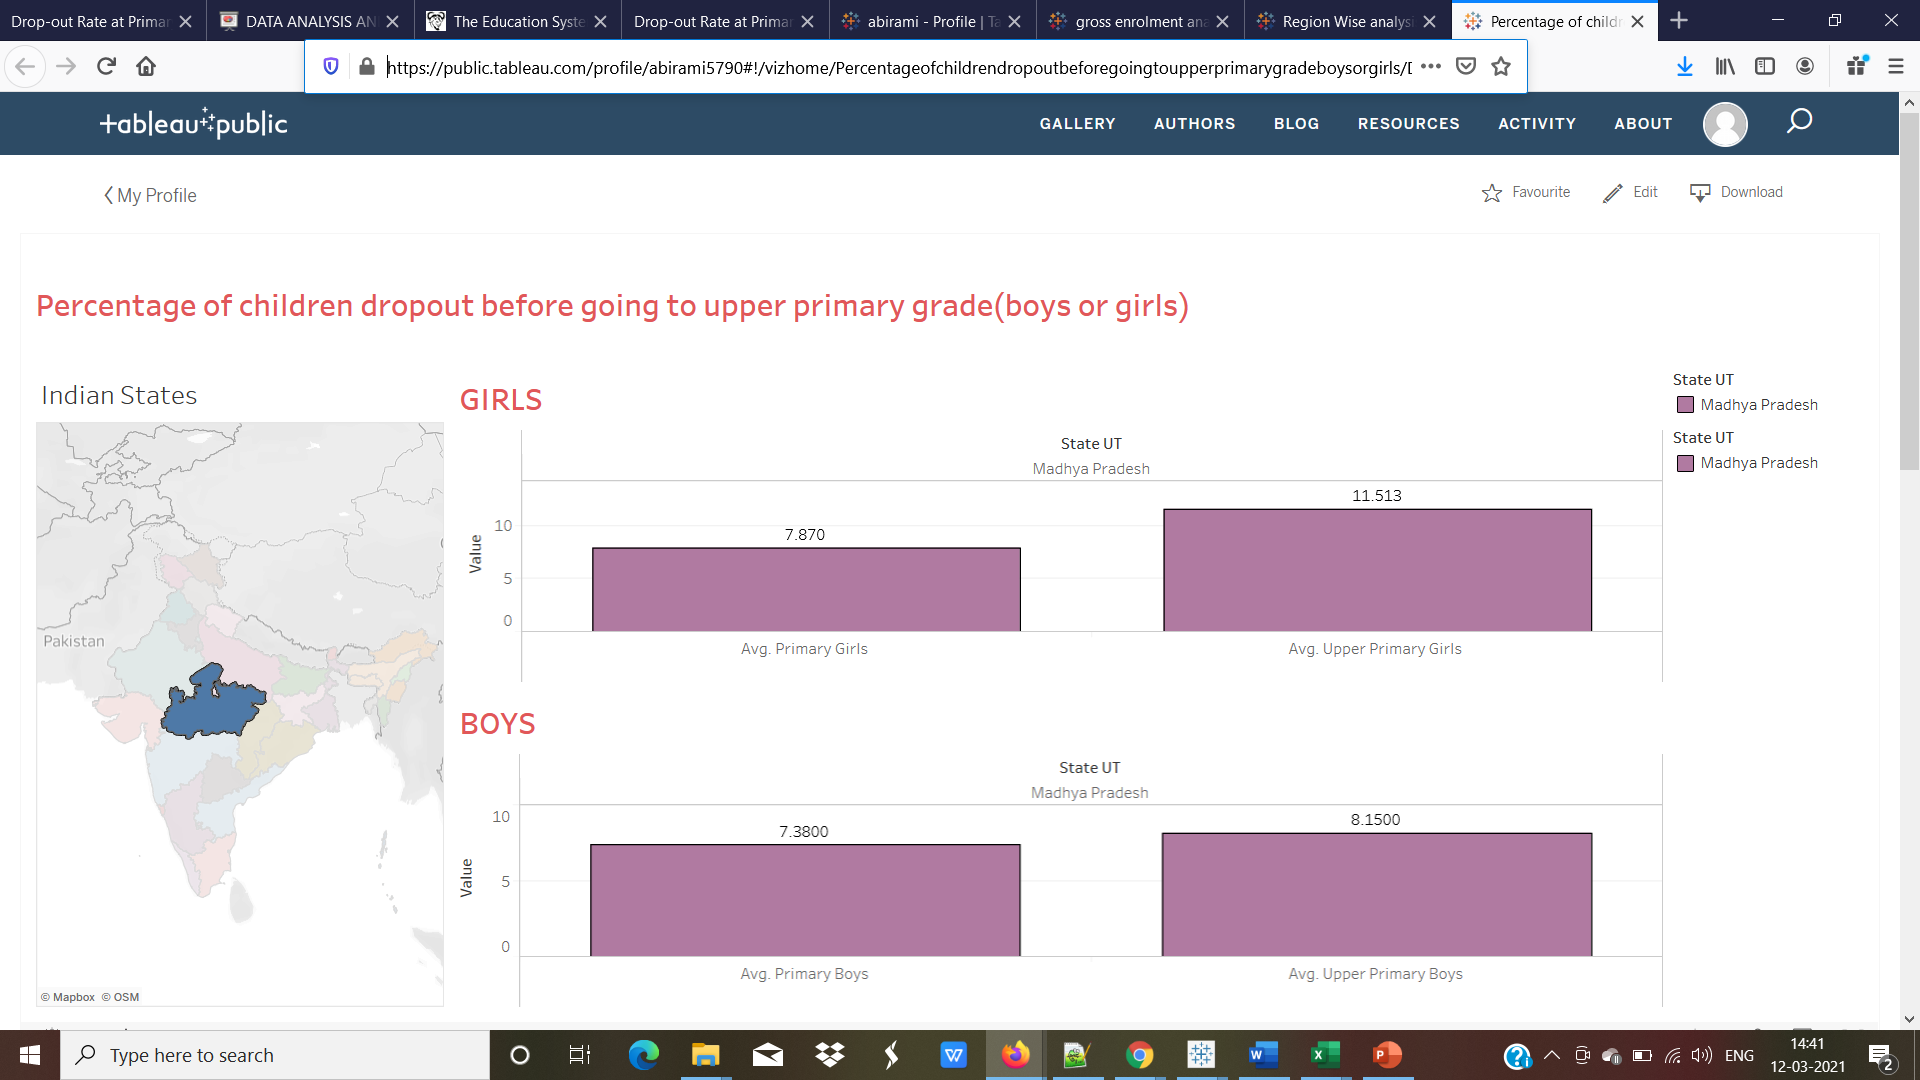 Drop-out Rate at Primar
DATA ANALYSIS AN
The Education Syste
Drop-out Rate at Primar
abirami - Profile | Ta
gross enrolment ana
Region Wise analysi
Percentage of childr
https://public.tableau.com/profile/abirami5790#!/vizhome/Percentageofchildrendropoutbeforegoingtoupperprimarygradeboysorgirls/D
tableau public
GALLERY
AUTHORS
BLOG
RESOURCES
ACTIVITY
ABOUT
My Profile
Favourite
Edit
Download
Percentage of children dropout before going to upper primary grade(boys or girls)
Indian States
Pakistan
© Mapbox © OSM
GIRLS
State UT
Madhya Pradesh
Value
10
5
0
7.870
11.513
Avg. Primary Girls
Avg. Upper Primary Girls
BOYS
State UT
Madhya Pradesh
Value
10
5
0
7.3800
8.1500
Avg. Primary Boys
Avg. Upper Primary Boys
State UT
Madhya Pradesh
State UT
Madhya Pradesh
Type here to search
ENG
14:41
12-03-2021
2